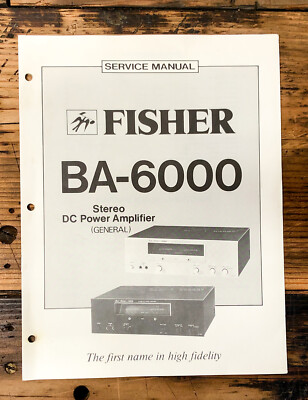 SERVICE MANUAL
FISHER
BA-6000
Stereo
DC Power Amplifier
(GENERAL)
The first name in high fidelity